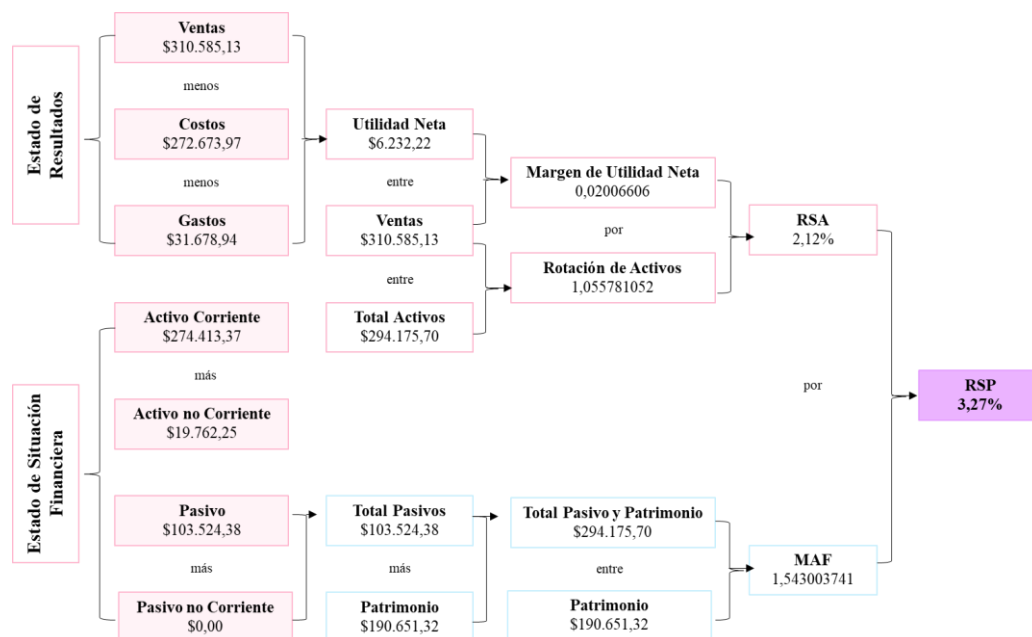 Estado de
Resultados
Ventas
$310.585,13
menos
Costos
$272.673,97
menos
Gastos
$31.678,94
Utilidad Neta
$6.232,22
entre
Ventas
$310.585,13
entre
Total Activos
$294.175,70
Margen de Utilidad Neta
0,02006606
por
Rotación de Activos
1,055781052
RSA
2,12%
por
RSP
3,27%
Estado de Situación
Financiera
Activo Corriente
$274.413,37
más
Activo no Corriente
$19.762,25
Pasivo
$103.524,38
más
Pasivo no Corriente
$0,00
Total Pasivos
$103.524,38
más
Patrimonio
$190.651,32
Total Pasivo y Patrimonio
$294.175,70
entre
Patrimonio
$190.651,32
MAF
1,543003741